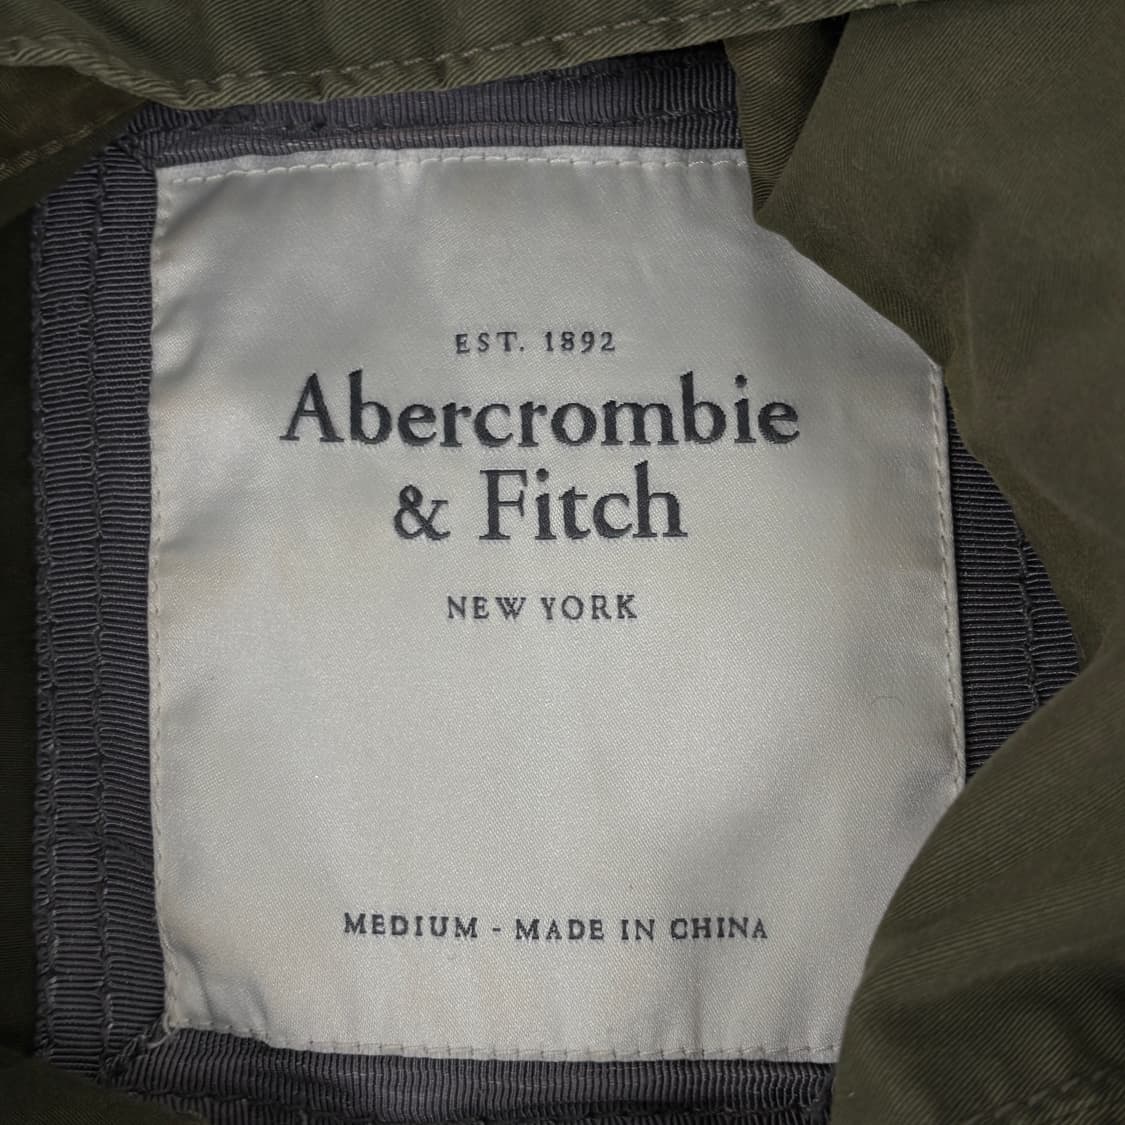 EST. 1892
Abercrombie
& Fitch
NEW YORK
MEDIUM - MADE IN CHINA